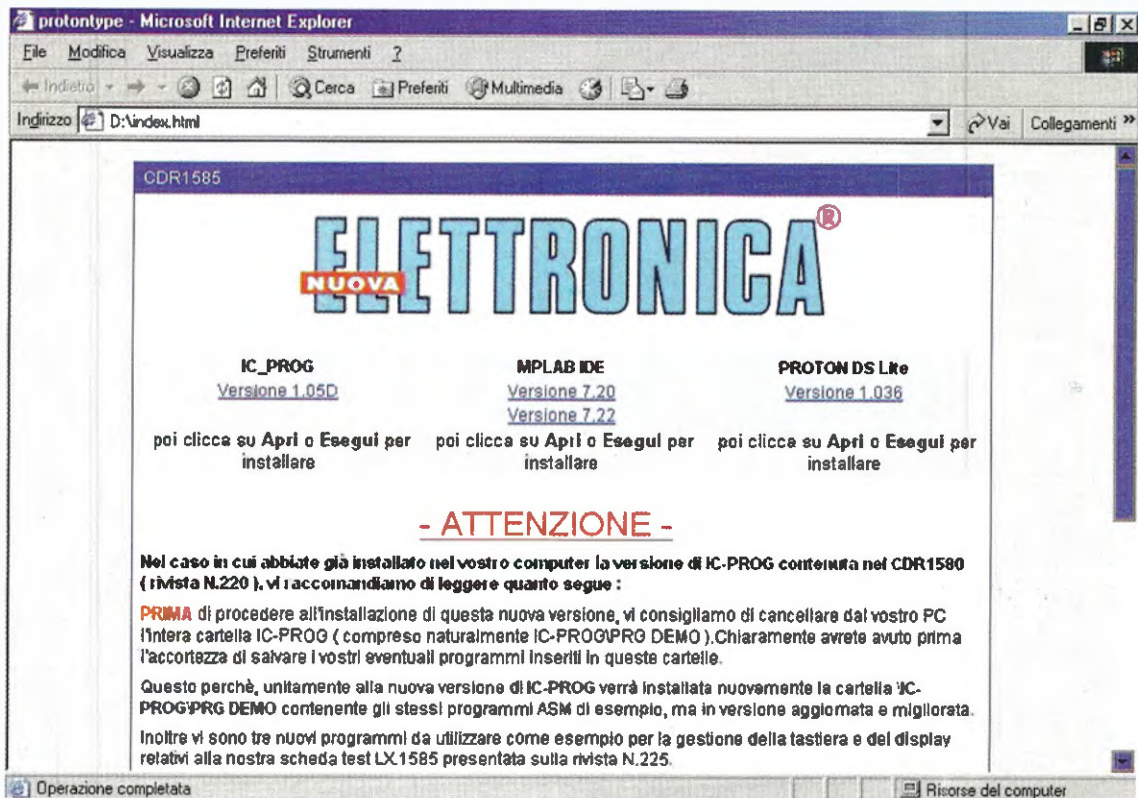 protontype - Microsoft Internet Explorer
File Modifica Visualizza Preferiti Strumenti ?
Indietro Cerca Preferiti Multimedia
Indirizzo D:\index.html Vai Collegamenti »
CDR1585
NUOVA ELETTRONICA®
IC_PROG MPLAB IDE PROTON DS Lite
Versione 1.05D Versione 7.20 Versione 1.036
Versione 7.22
poi clicca su Apri o Esegui per poi clicca su Apri o Esegui per poi clicca su Apri o Esegui per
installare installare installare
- ATTENZIONE -
Nel caso in cui abbiate già installato nel vostro computer la versione di IC-PROG contenuta nel CDR1580
( rivista N.220 ), vi raccomandiamo di leggere quanto segue :
PRIMA di procedere all'installazione di questa nuova versione, vi consigliamo di cancellare dal vostro PC
l'intera cartella IC-PROG ( compreso naturalmente IC-PROG\PRG DEMO ).Chiaramente avrete avuto prima
l'accortezza di salvare i vostri eventuali programmi inseriti in queste cartelle.
Questo perchè, unitamente alla nuova versione di IC-PROG verrà installata nuovamente la cartella \IC-
PROG\PRG DEMO contenente gli stessi programmi ASM di esempio, ma in versione aggiornata e migliorata.
Inoltre vi sono tre nuovi programmi da utilizzare come esempio per la gestione della tastiera e del display
relativi alla nostra scheda test LX.1585 presentata sulla rivista N.225.
Operazione completata Risorse del computer